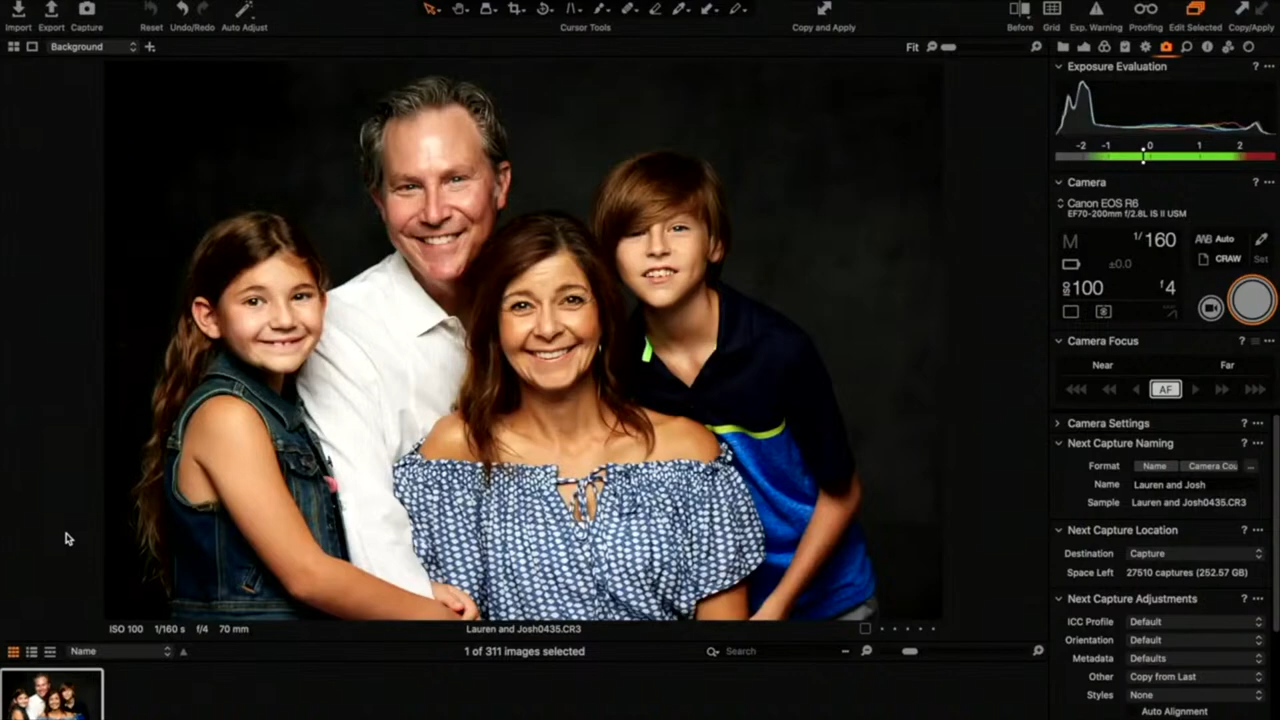 Import Export Capture Reset Undo/Redo Auto Adjust Cursor Tools Copy and Apply Before Grid Exp. Warning Proofing Edit Selected Copy/Apply
Background Fit
Exposure Evaluation ? ...
-2 -1 0 1 2
Camera ? ...
Canon EOS R6
EF70-200mm f/2.8L IS II USM
M 1/160 AWB Auto
±0.0 CRAW Set
ISO 100 f4
Camera Focus ? ...
Near Far
AF
Camera Settings ? ...
Next Capture Naming ? ...
Format Name Camera Cou ...
Name Lauren and Josh
Sample Lauren and Josh0435.CR3
Next Capture Location ? ...
Destination Capture
Space Left 27510 captures (252.57 GB)
Next Capture Adjustments ? ...
ICC Profile Default
Orientation Default
Metadata Defaults
Other Copy from Last
Styles None
Auto Alignment
ISO 100 1/160 s f/4 70 mm Lauren and Josh0435.CR3
Name 1 of 311 images selected Search